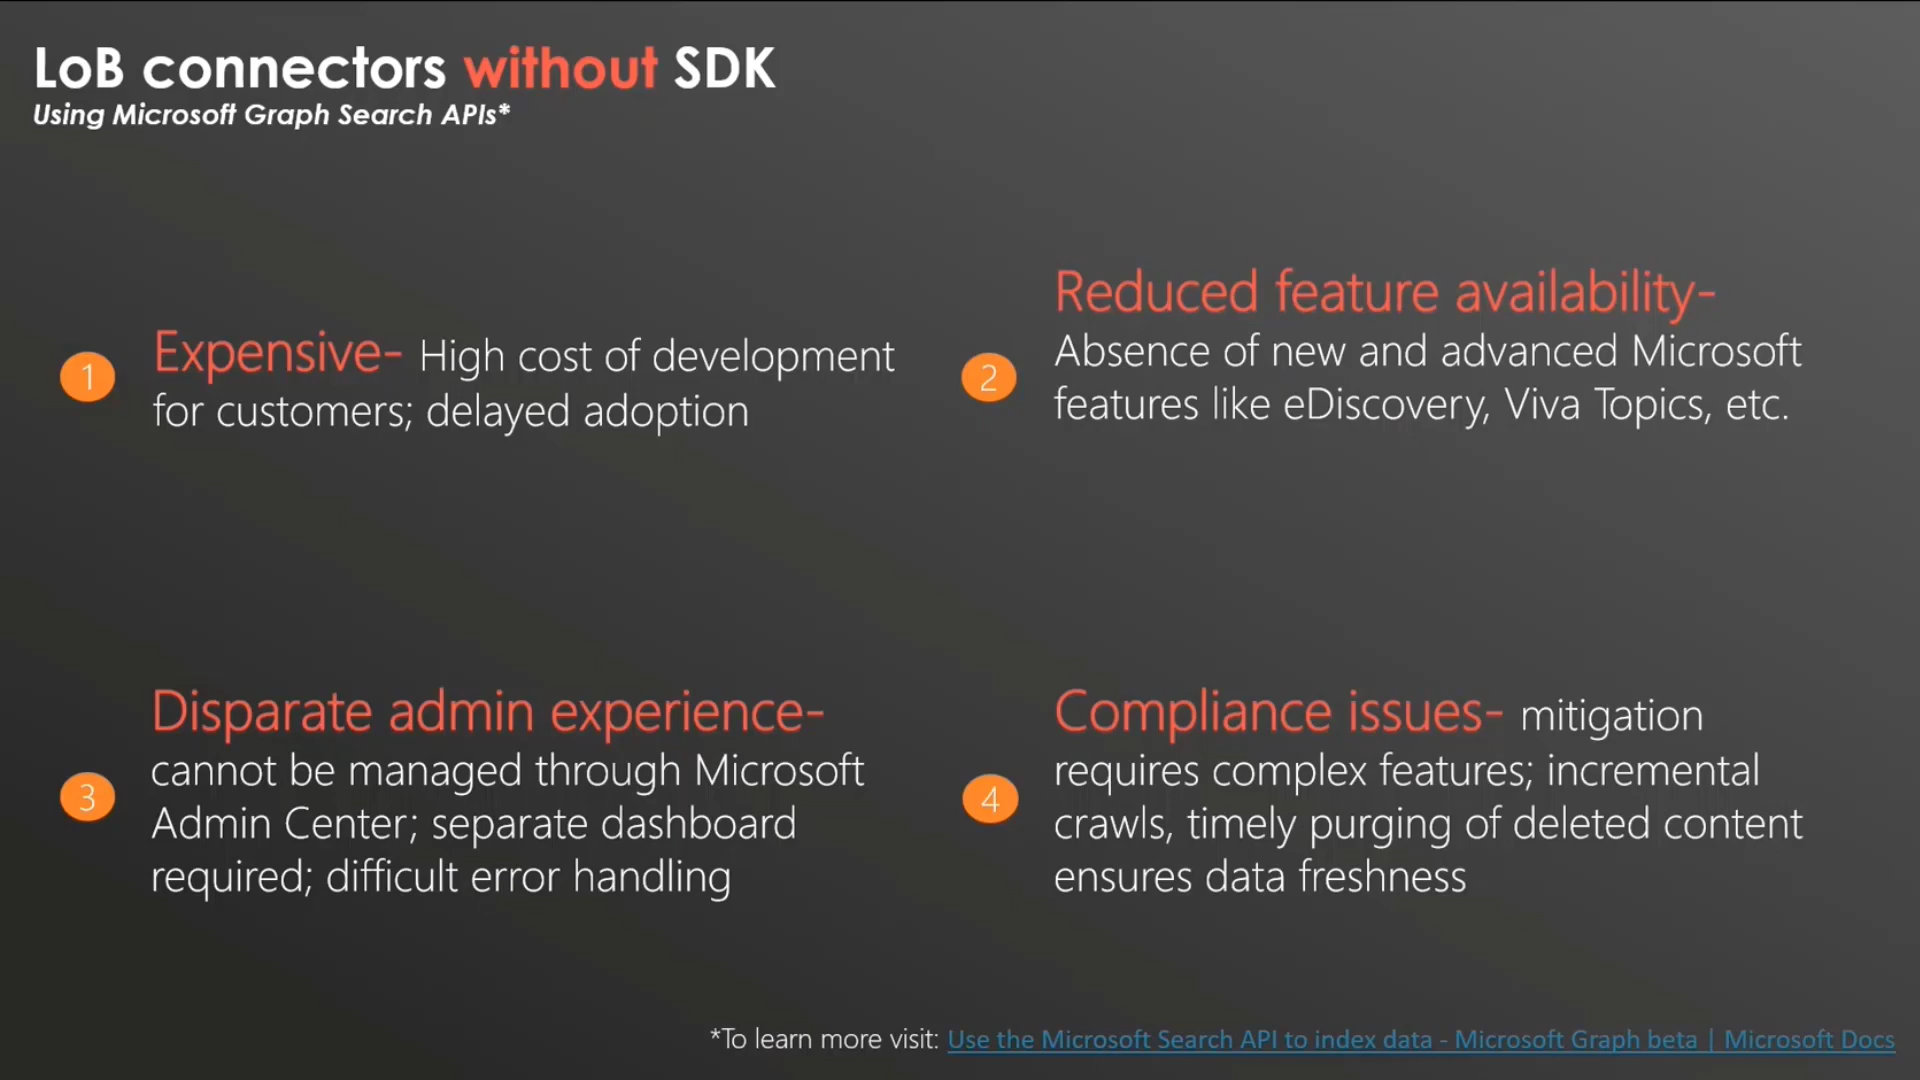 LoB connectors without SDK
Using Microsoft Graph Search APIs*
1
Expensive- High cost of development
for customers; delayed adoption
2
Reduced feature availability-
Absence of new and advanced Microsoft
features like eDiscovery, Viva Topics, etc.
3
Disparate admin experience-
cannot be managed through Microsoft
Admin Center; separate dashboard
required; difficult error handling
4
Compliance issues- mitigation
requires complex features; incremental
crawls, timely purging of deleted content
ensures data freshness
*To learn more visit: Use the Microsoft Search API to index data - Microsoft Graph beta | Microsoft Docs